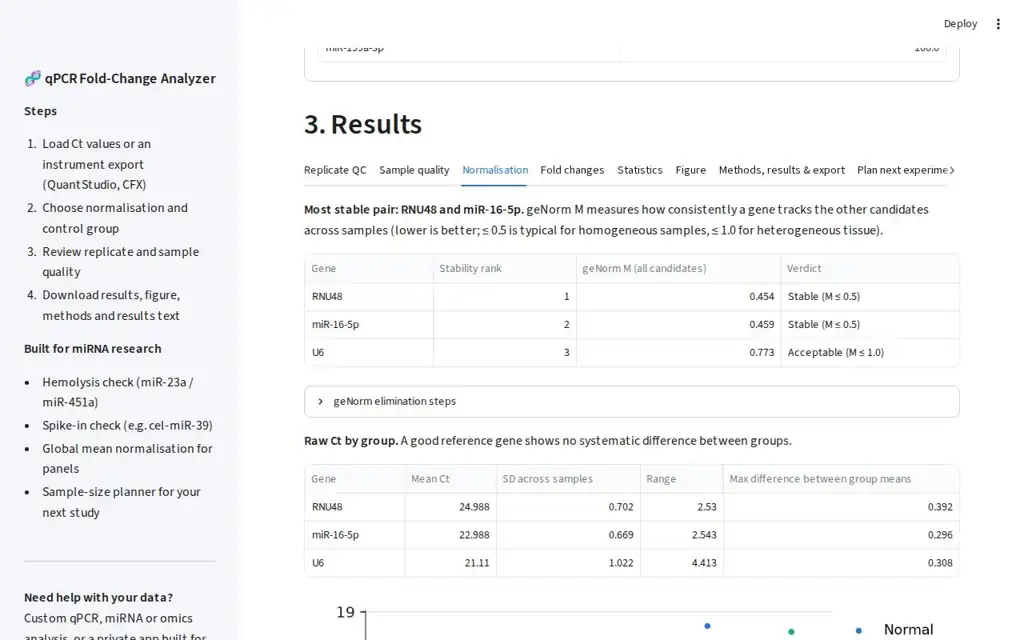 Deploy
🧬 qPCR Fold-Change Analyzer
Steps
1. Load Ct values or an
instrument export
(QuantStudio, CFX)
2. Choose normalisation and
control group
3. Review replicate and sample
quality
4. Download results, figure,
methods and results text
Built for miRNA research
• Hemolysis check (miR-23a /
miR-451a)
• Spike-in check (e.g. cel-miR-39)
• Global mean normalisation for
panels
• Sample-size planner for your
next study
Need help with your data?
Custom qPCR, miRNA or omics
analysis, or a private app built for
3. Results
Replicate QC Sample quality Normalisation Fold changes Statistics Figure Methods, results & export Plan next experime
Most stable pair: RNU48 and miR-16-5p. geNorm M measures how consistently a gene tracks the other candidates
across samples (lower is better; ≤ 0.5 is typical for homogeneous samples, ≤ 1.0 for heterogeneous tissue).
Gene Stability rank geNorm M (all candidates) Verdict
RNU48 1 0.454 Stable (M ≤ 0.5)
miR-16-5p 2 0.459 Stable (M ≤ 0.5)
U6 3 0.773 Acceptable (M ≤ 1.0)
geNorm elimination steps
Raw Ct by group. A good reference gene shows no systematic difference between groups.
Gene Mean Ct SD across samples Range Max difference between group means
RNU48 24.988 0.702 2.53 0.392
miR-16-5p 22.988 0.669 2.543 0.296
U6 21.11 1.022 4.413 0.308
19
Normal